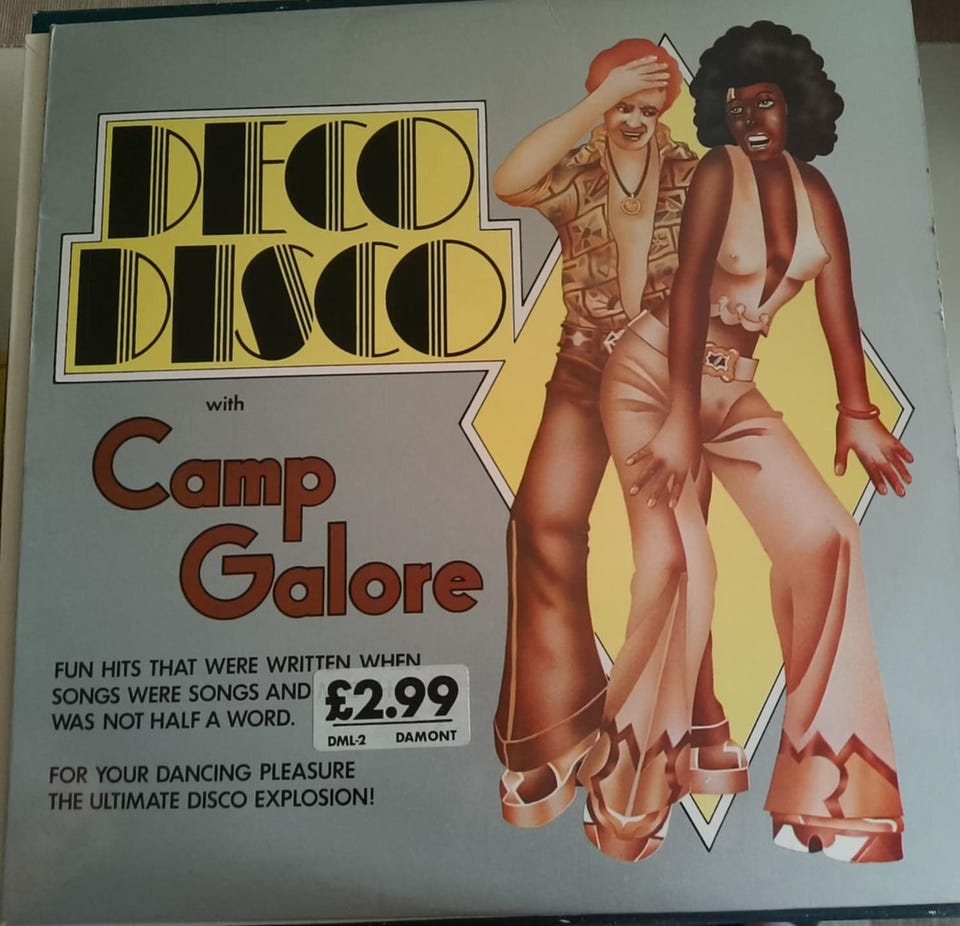 DECO
DISCO
with
Camp
Galore
FUN HITS THAT WERE WRITTEN WHEN
SONGS WERE SONGS AND
WAS NOT HALF A WORD.
£2.99
DML-2 DAMONT
FOR YOUR DANCING PLEASURE
THE ULTIMATE DISCO EXPLOSION!